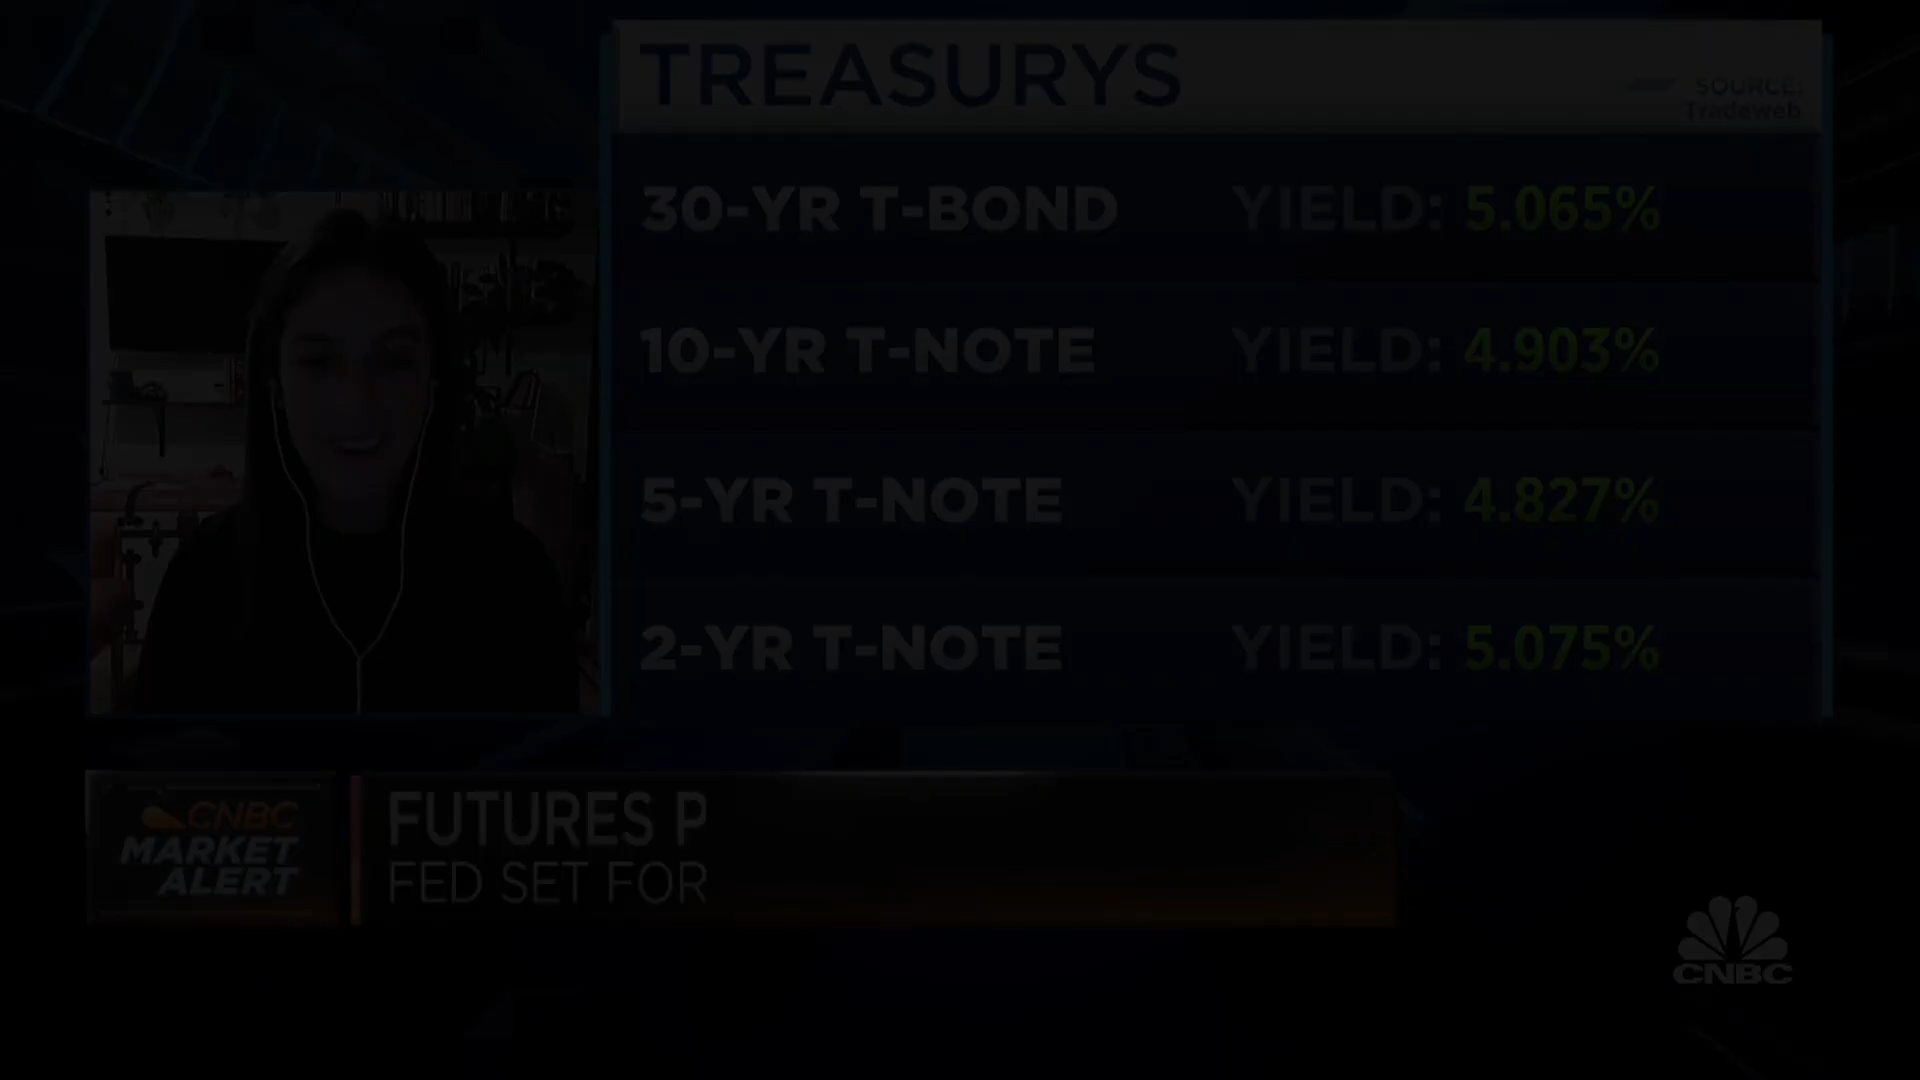 TREASURYS
SOURCE:
Tradeweb
30-YR T-BOND YIELD: 5.065%
10-YR T-NOTE YIELD: 4.903%
5-YR T-NOTE YIELD: 4.827%
2-YR T-NOTE YIELD: 5.075%
CNBC
MARKET
ALERT
FUTURES P
FED SET FOR
CNBC